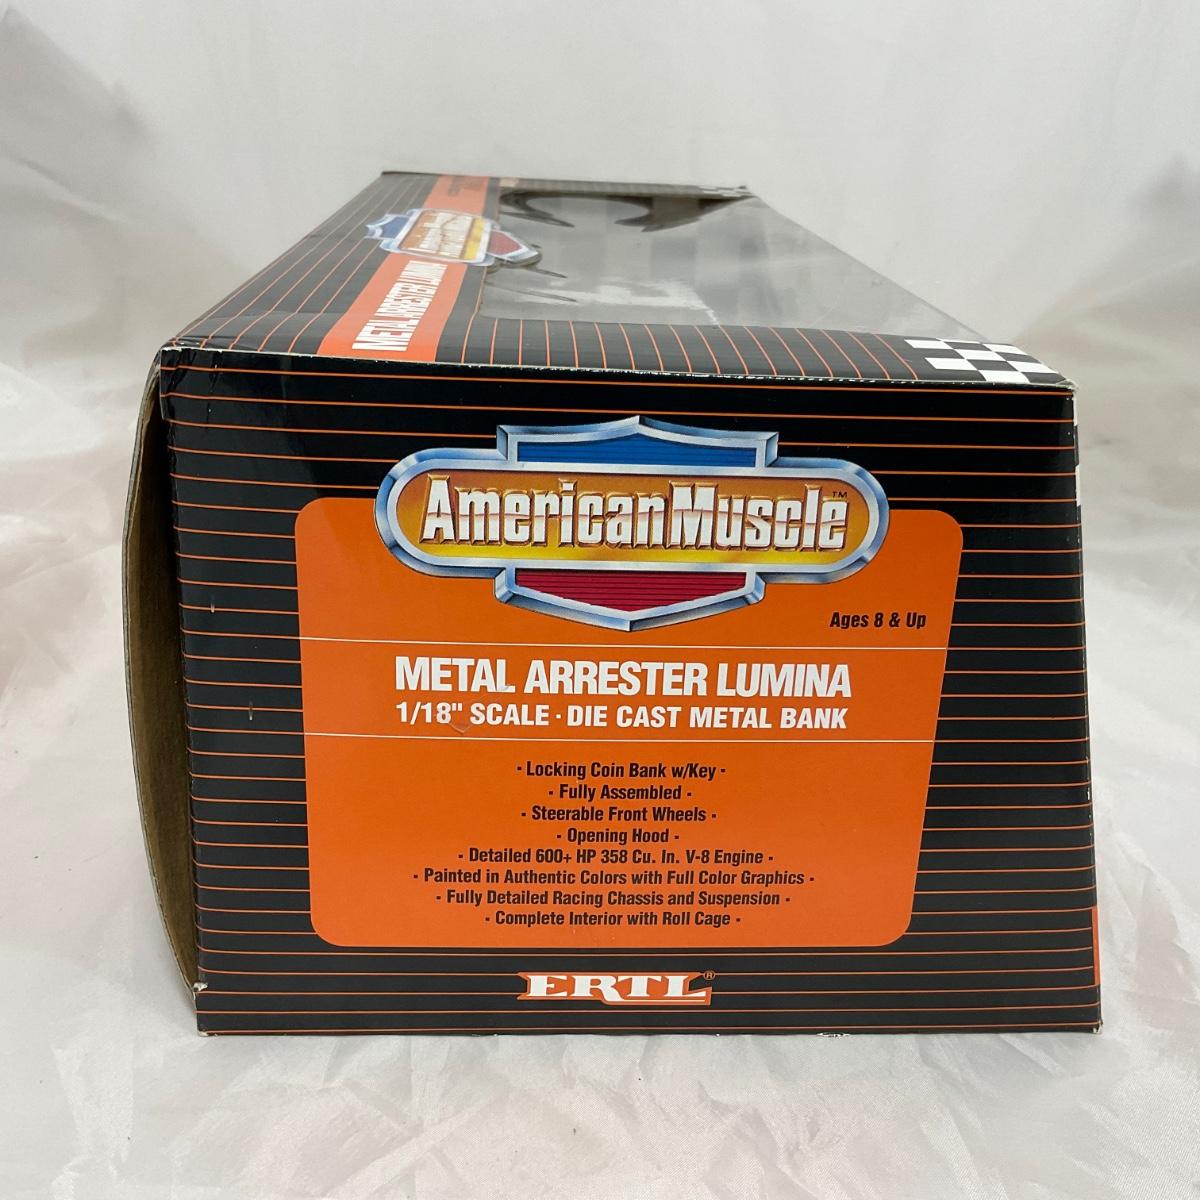 AmericanMuscle
METAL ARRESTER LUMINA
AmericanMuscle™
Ages 8 & Up
METAL ARRESTER LUMINA
1/18" SCALE · DIE CAST METAL BANK
· Locking Coin Bank w/Key ·
· Fully Assembled ·
· Steerable Front Wheels ·
· Opening Hood ·
· Detailed 600+ HP 358 Cu. In. V-8 Engine ·
· Painted in Authentic Colors with Full Color Graphics ·
· Fully Detailed Racing Chassis and Suspension ·
· Complete Interior with Roll Cage ·
ERTL®